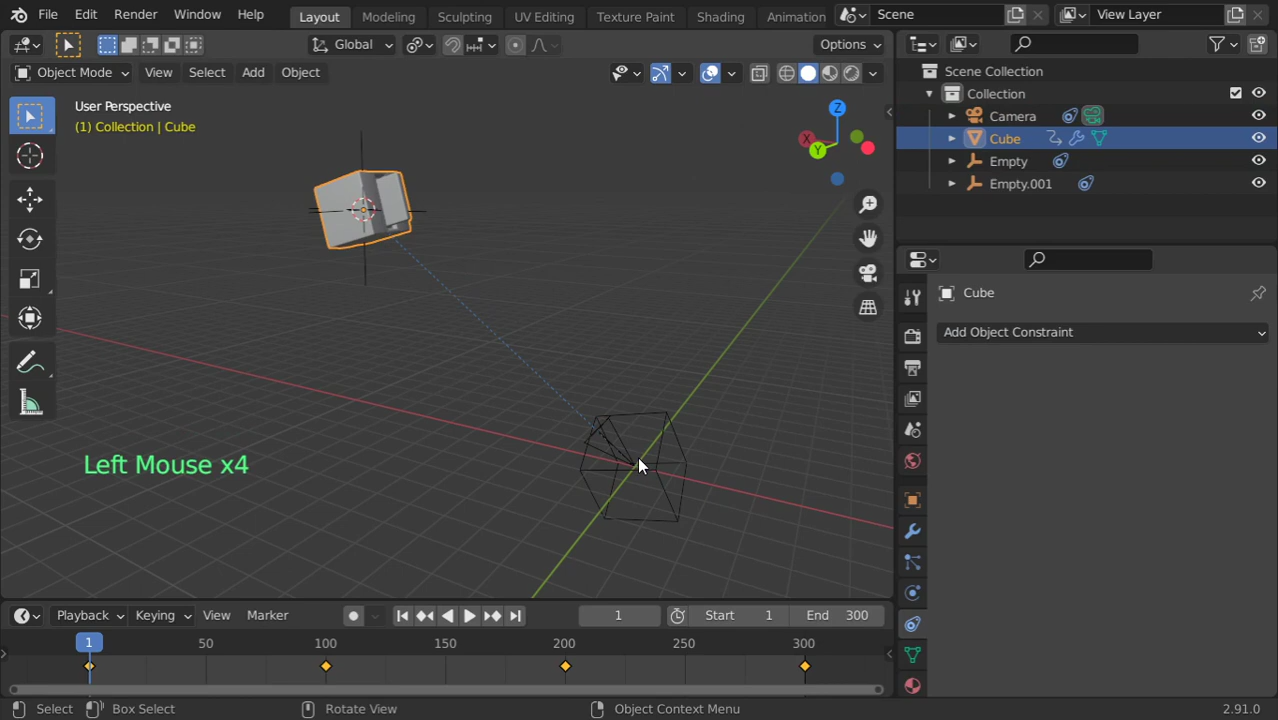 File Edit Render Window Help Layout Modeling Sculpting UV Editing Texture Paint Shading Animation Scene View Layer
Global Options
Object Mode View Select Add Object
Scene Collection
Collection
Camera
Cube
Empty
Empty.001
User Perspective
(1) Collection | Cube
Z
X
Y
Cube
Add Object Constraint
Left Mouse x4
Playback Keying View Marker 1 Start 1 End 300
1 50 100 150 200 250 300
Select Box Select Rotate View Object Context Menu 2.91.0